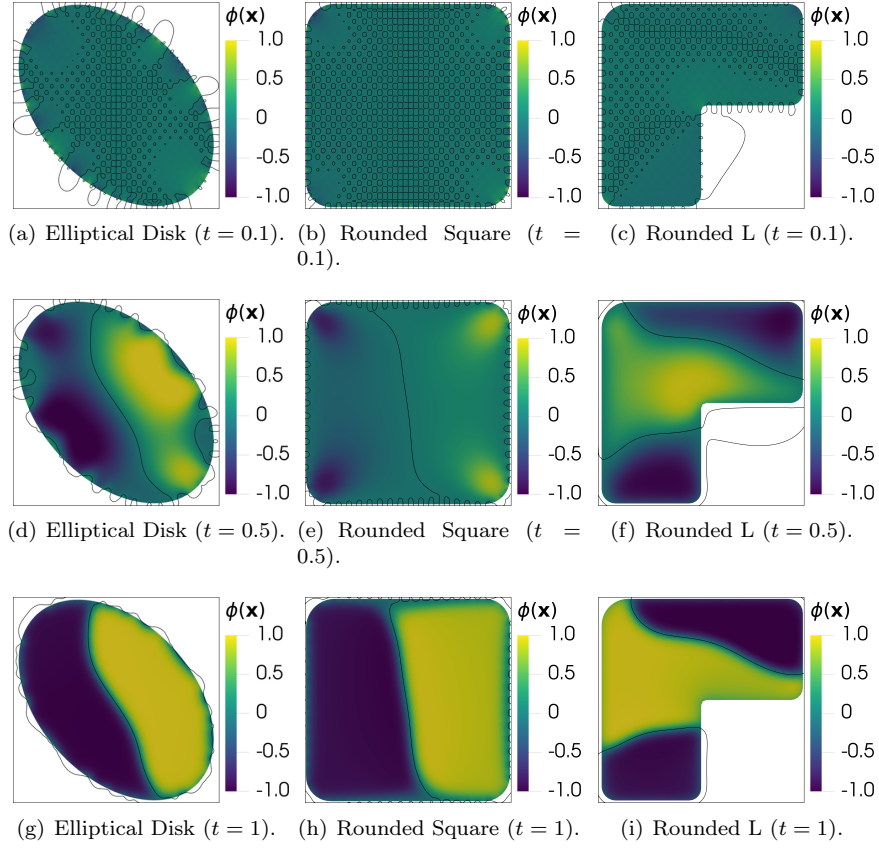 ϕ(x) ϕ(x) ϕ(x)
1.0 1.0 1.0
0.5 0.5 0.5
0 0 0
-0.5 -0.5 -0.5
-1.0 -1.0 -1.0
(a) Elliptical Disk (t = 0.1). (b) Rounded Square (t = (c) Rounded L (t = 0.1).
0.1).
ϕ(x) ϕ(x) ϕ(x)
1.0 1.0 1.0
0.5 0.5 0.5
0 0 0
-0.5 -0.5 -0.5
-1.0 -1.0 -1.0
(d) Elliptical Disk (t = 0.5). (e) Rounded Square (t = (f) Rounded L (t = 0.5).
0.5).
ϕ(x) ϕ(x) ϕ(x)
1.0 1.0 1.0
0.5 0.5 0.5
0 0 0
-0.5 -0.5 -0.5
-1.0 -1.0 -1.0
(g) Elliptical Disk (t = 1). (h) Rounded Square (t = 1). (i) Rounded L (t = 1).